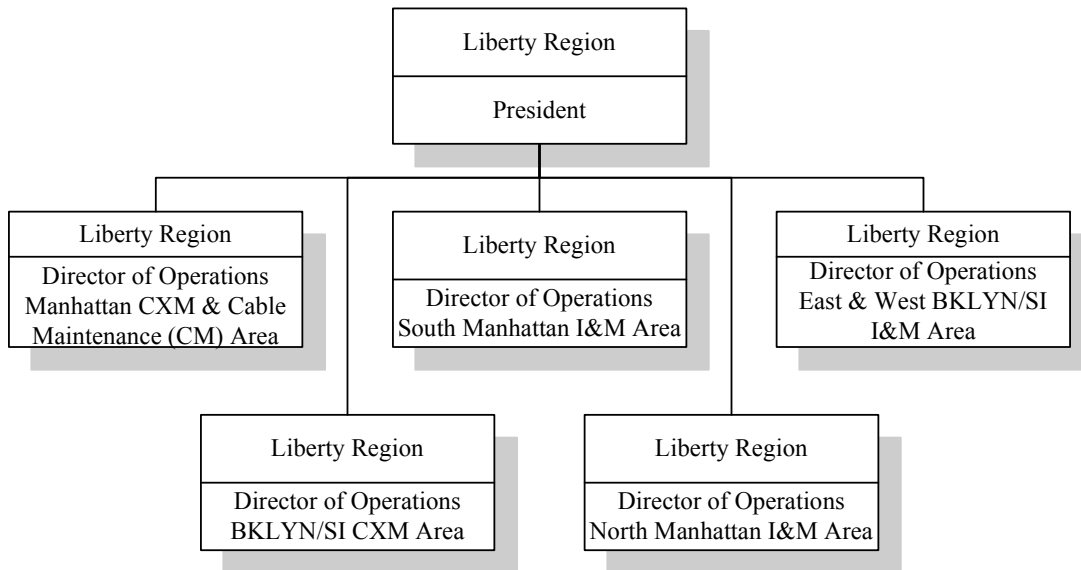 Liberty Region
President
Liberty Region
Director of Operations
Manhattan CXM & Cable
Maintenance (CM) Area
Liberty Region
Director of Operations
South Manhattan I&M Area
Liberty Region
Director of Operations
East & West BKLYN/SI
I&M Area
Liberty Region
Director of Operations
BKLYN/SI CXM Area
Liberty Region
Director of Operations
North Manhattan I&M Area